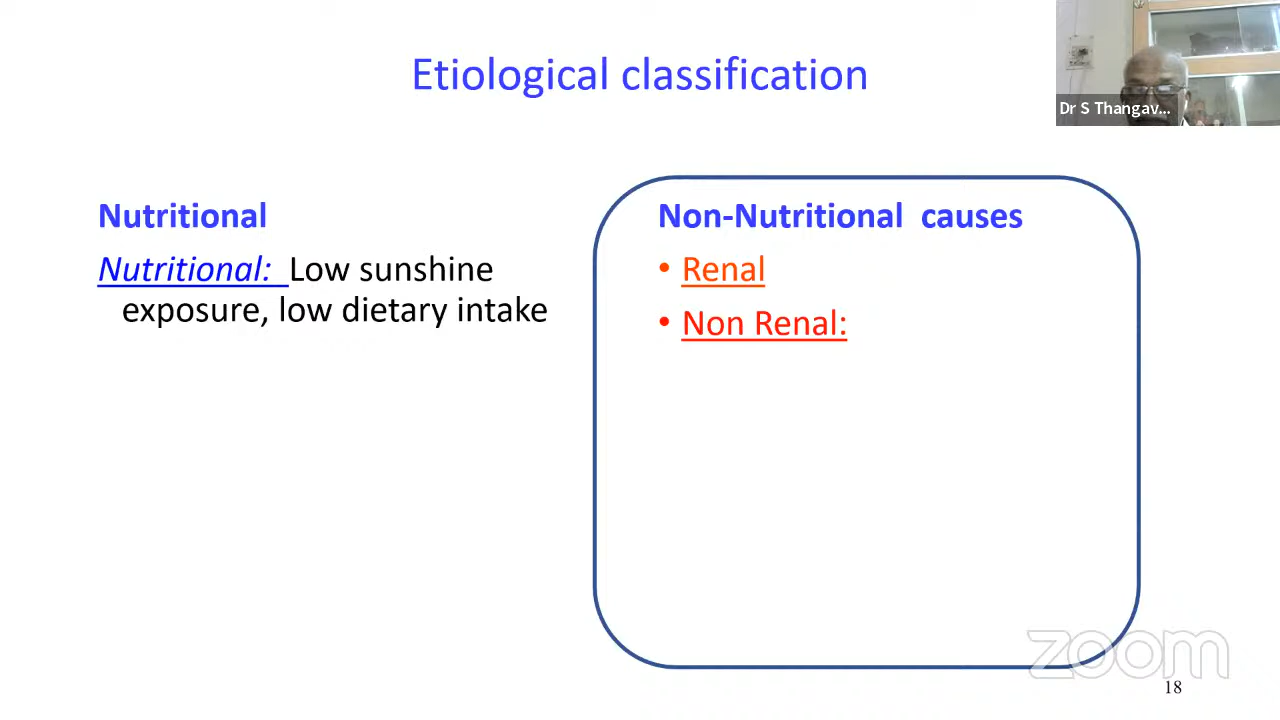 Etiological classification
Dr S Thangav...
Nutritional
Nutritional: Low sunshine
exposure, low dietary intake
Non-Nutritional causes
• Renal
• Non Renal:
zoom
18